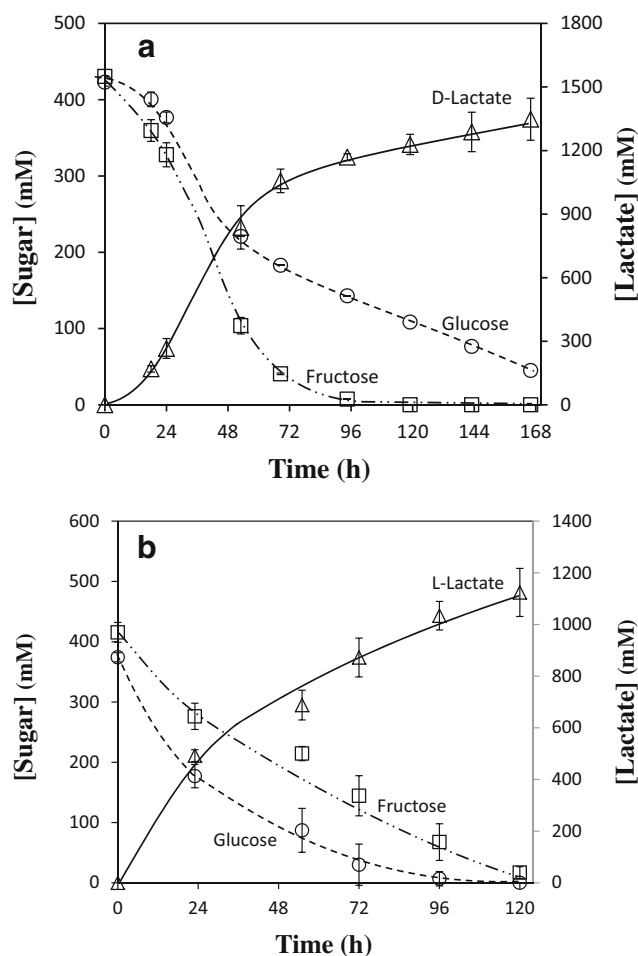 a
500
400
300
200
100
0
[Sugar] (mM)
1800
1500
1200
900
600
300
0
[Lactate] (mM)
D-Lactate
Glucose
Fructose
0 24 48 72 96 120 144 168
Time (h)
b
600
500
400
300
200
100
0
[Sugar] (mM)
1400
1200
1000
800
600
400
200
0
[Lactate] (mM)
L-Lactate
Fructose
Glucose
0 24 48 72 96 120
Time (h)